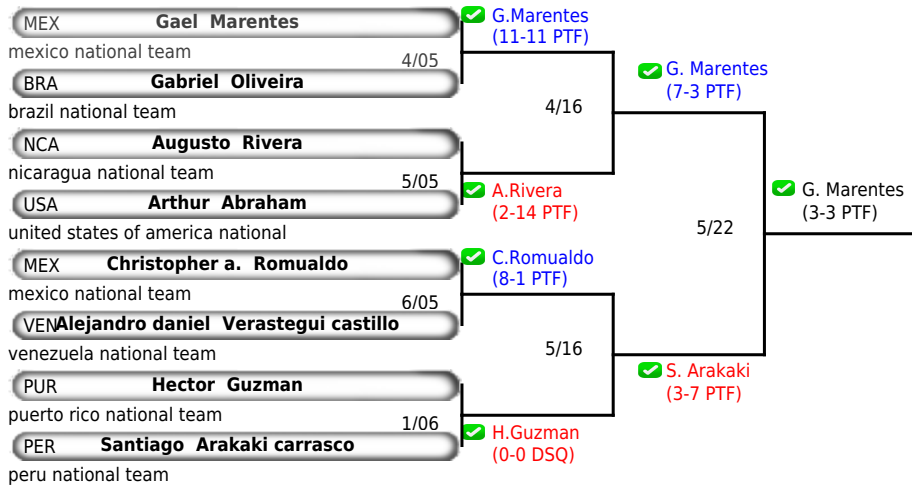 MEX Gael Marentes
mexico national team
4/05
BRA Gabriel Oliveira
brazil national team
G.Marentes
(11-11 PTF)
NCA Augusto Rivera
nicaragua national team
5/05
USA Arthur Abraham
united states of america national
A.Rivera
(2-14 PTF)
4/16
G. Marentes
(7-3 PTF)
MEX Christopher a. Romualdo
mexico national team
6/05
VEN Alejandro daniel Verastegui castillo
venezuela national team
C.Romualdo
(8-1 PTF)
PUR Hector Guzman
puerto rico national team
1/06
PER Santiago Arakaki carrasco
peru national team
H.Guzman
(0-0 DSQ)
5/16
S. Arakaki
(3-7 PTF)
5/22
G. Marentes
(3-3 PTF)